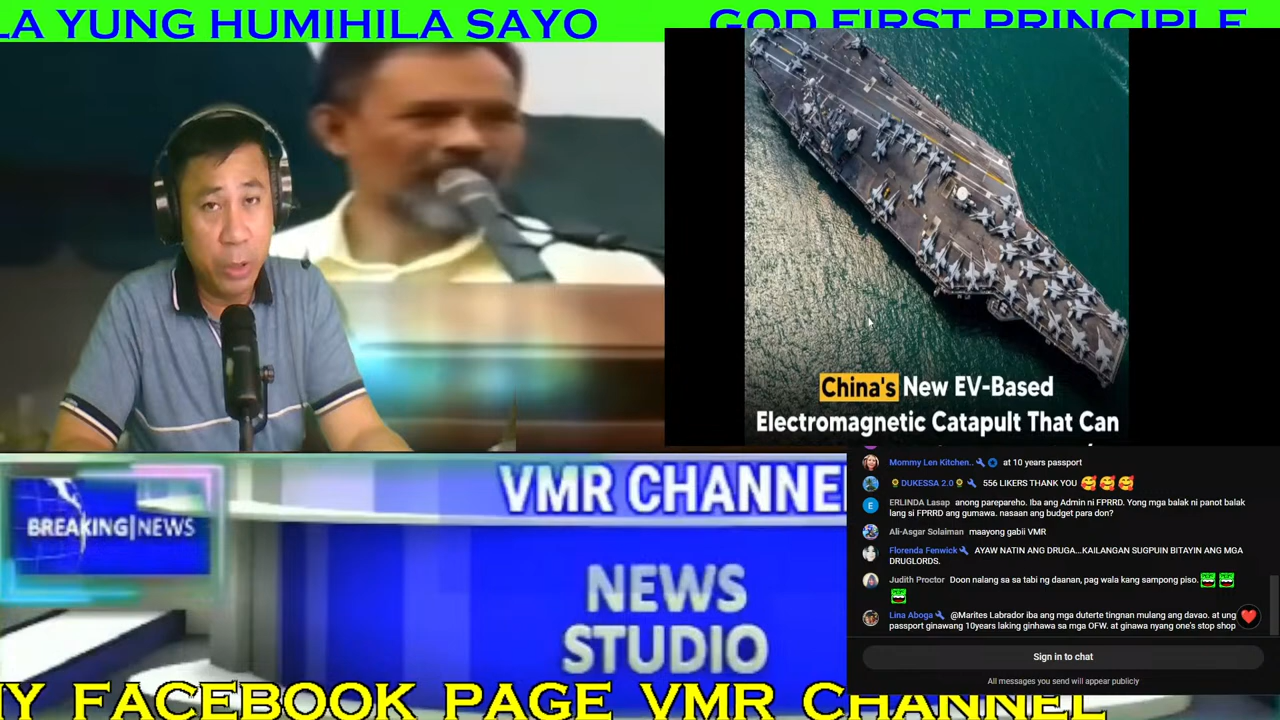 LA YUNG HUMIHILA SAYO
GOD FIRST PRINCIPLE
China's New EV-Based
Electromagnetic Catapult That Can
VMR CHANNE
BREAKING|NEWS
NEWS
STUDIO
Mommy Len Kitchen.. at 10 years passport
DUKESSA 2.0 556 LIKERS THANK YOU 🥰🥰🥰
ERLINDA Lasap anong parepareho. Iba ang Admin ni FPRRD. Yong mga balak ni panot balak
lang si FPRRD ang gumawa. nasaan ang budget para don?
Ali-Asgar Solaiman maayong gabii VMR
Florenda Fenwick AYAW NATIN ANG DRUGA...KAILANGAN SUGPUIN BITAYIN ANG MGA
DRUGLORDS.
Judith Proctor Doon nalang sa sa tabi ng daanan, pag wala kang sampong piso.
Lina Aboga @Marites Labrador iba ang mga duterte tingnan mulang ang davao. at ung
passport ginawang 10years laking ginhawa sa mga OFW. at ginawa nyang one's stop shop
Sign in to chat
All messages you send will appear publicly
MY FACEBOOK PAGE VMR CHANNEL